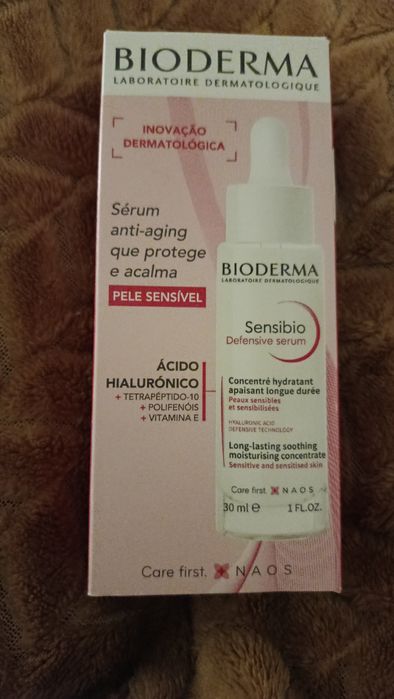 BIODERMA
LABORATOIRE DERMATOLOGIQUE
INOVAÇÃO
DERMATOLÓGICA
Sérum
anti-aging
que protege
e acalma
PELE SENSÍVEL
ÁCIDO
HIALURÓNICO
+ TETRAPÉPTIDO-10
+ POLIFENÓIS
+ VITAMINA E
BIODERMA
LABORATOIRE DERMATOLOGIQUE
Sensibio
Defensive serum
Concentré hydratant
apaisant longue durée
Peaux sensibles
et sensibilisées
HYALURONIC ACID
DEFENSIVE TECHNOLOGY
Long-lasting soothing
moisturising concentrate
Sensitive and sensitised skin
Care first. NAOS
30 ml e 1 FL.OZ.
Care first. NAOS